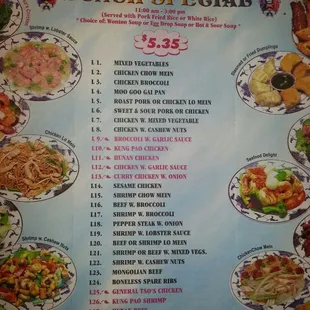 11:00 am - 3:00 pm
(Served with Pork Fried Rice or White Rice)
* Choice of: Wonton Soup or Egg Drop Soup or Hot & Sour Soup *
$5.35
L 1. MIXED VEGETABLES
L 2. CHICKEN CHOW MEIN
L 3. CHICKEN BROCCOLI
L 4. MOO GOO GAI PAN
L 5. ROAST PORK OR CHICKEN LO MEIN
L 6. SWEET & SOUR PORK OR CHICKEN
L 7. CHICKEN W. MIXED VEGETABLE
L 8. CHICKEN W. CASHEW NUTS
L 9. BROCCOLI W. GARLIC SAUCE
L10. KUNG PAO CHICKEN
L11. HUNAN CHICKEN
L12. CHICKEN W. GARLIC SAUCE
L13. CURRY CHICKEN W. ONION
L14. SESAME CHICKEN
L15. SHRIMP CHOW MEIN
L16. BEEF W. BROCCOLI
L17. SHRIMP W. BROCCOLI
L18. PEPPER STEAK W. ONION
L19. SHRIMP W. LOBSTER SAUCE
L20. BEEF OR SHRIMP LO MEIN
L21. SHRIMP OR BEEF W. MIXED VEGS.
L22. SHRIMP W. CASHEW NUTS
L23. MONGOLIAN BEEF
L24. BONELESS SPARE RIBS
L25. GENERAL TSO'S CHICKEN
L26. KUNG PAO SHRIMP
Shrimp w. Lobster Sauce
Chicken Lo Mein
Shrimp w. Cashew Nuts
Steamed or Fried Dumplings
Seafood Delight
Chicken Chow Mein